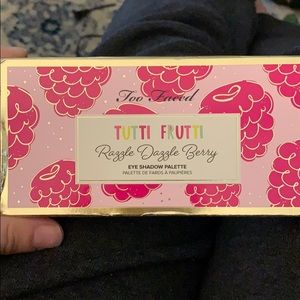 Too Faced
TUTTI FRUTTI
Razzle Dazzle Berry
EYE SHADOW PALETTE
PALETTE DE FARDS À PAUPIÈRES